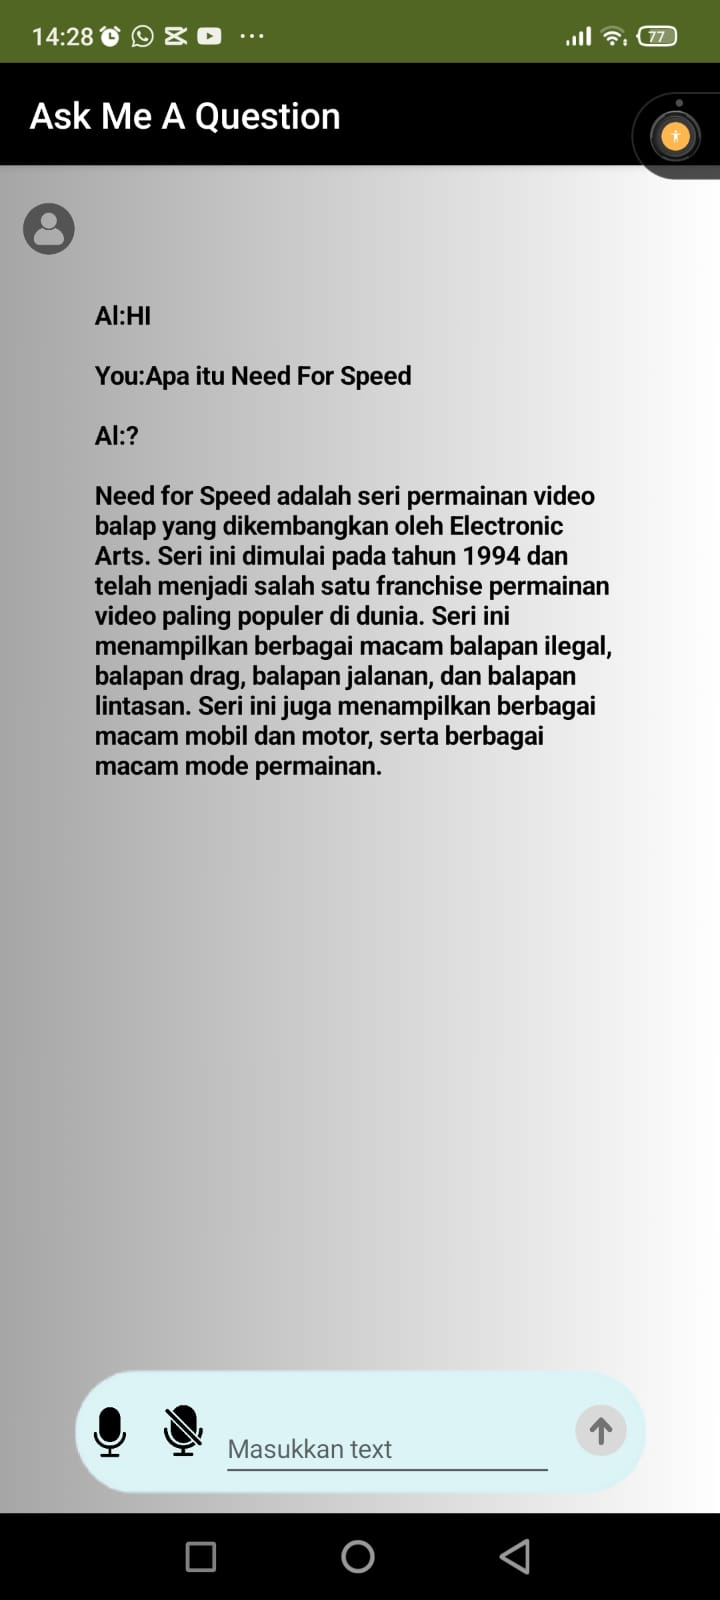 14:28
77
Ask Me A Question
AI:HI
You:Apa itu Need For Speed
AI:?
Need for Speed adalah seri permainan video
balap yang dikembangkan oleh Electronic
Arts. Seri ini dimulai pada tahun 1994 dan
telah menjadi salah satu franchise permainan
video paling populer di dunia. Seri ini
menampilkan berbagai macam balapan ilegal,
balapan drag, balapan jalanan, dan balapan
lintasan. Seri ini juga menampilkan berbagai
macam mobil dan motor, serta berbagai
macam mode permainan.
Masukkan text